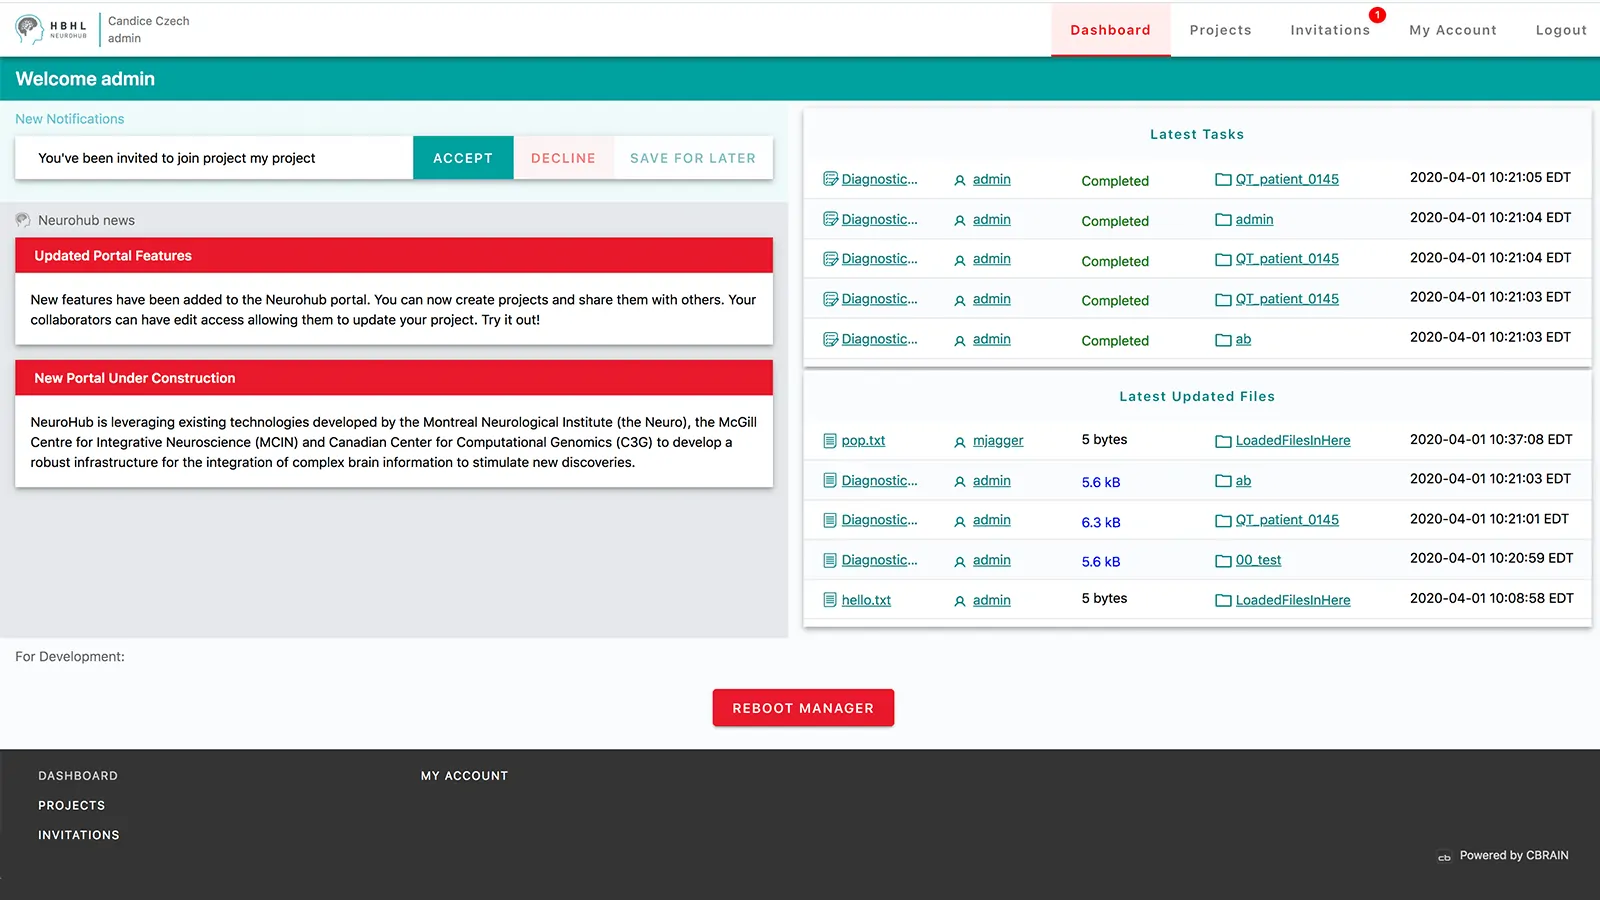 HBHL
NEUROHUB
Candice Czech
admin
Dashboard
Projects
Invitations
1
My Account
Logout
Welcome admin
New Notifications
You've been invited to join project my project
ACCEPT
DECLINE
SAVE FOR LATER
Neurohub news
Updated Portal Features
New features have been added to the Neurohub portal. You can now create projects and share them with others. Your
collaborators can have edit access allowing them to update your project. Try it out!
New Portal Under Construction
NeuroHub is leveraging existing technologies developed by the Montreal Neurological Institute (the Neuro), the McGill
Centre for Integrative Neuroscience (MCIN) and Canadian Center for Computational Genomics (C3G) to develop a
robust infrastructure for the integration of complex brain information to stimulate new discoveries.
Latest Tasks
Diagnostic... admin Completed QT_patient_0145 2020-04-01 10:21:05 EDT
Diagnostic... admin Completed admin 2020-04-01 10:21:04 EDT
Diagnostic... admin Completed QT_patient_0145 2020-04-01 10:21:04 EDT
Diagnostic... admin Completed QT_patient_0145 2020-04-01 10:21:03 EDT
Diagnostic... admin Completed ab 2020-04-01 10:21:03 EDT
Latest Updated Files
pop.txt mjagger 5 bytes LoadedFilesInHere 2020-04-01 10:37:08 EDT
Diagnostic... admin 5.6 kB ab 2020-04-01 10:21:03 EDT
Diagnostic... admin 6.3 kB QT_patient_0145 2020-04-01 10:21:01 EDT
Diagnostic... admin 5.6 kB 00_test 2020-04-01 10:20:59 EDT
hello.txt admin 5 bytes LoadedFilesInHere 2020-04-01 10:08:58 EDT
For Development:
REBOOT MANAGER
DASHBOARD
PROJECTS
INVITATIONS
MY ACCOUNT
cb Powered by CBRAIN